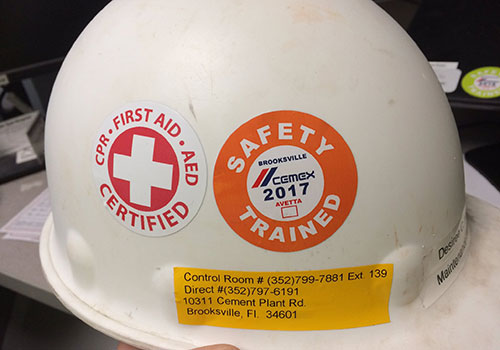 CPR • FIRST AID • AED
CERTIFIED
SAFETY
BROOKSVILLE
CEMEX
2017
AVETTA
TRAINED
Control Room # (352)799-7881 Ext. 139
Direct #(352)797-6191
10311 Cement Plant Rd.
Brooksville, Fl.  34601